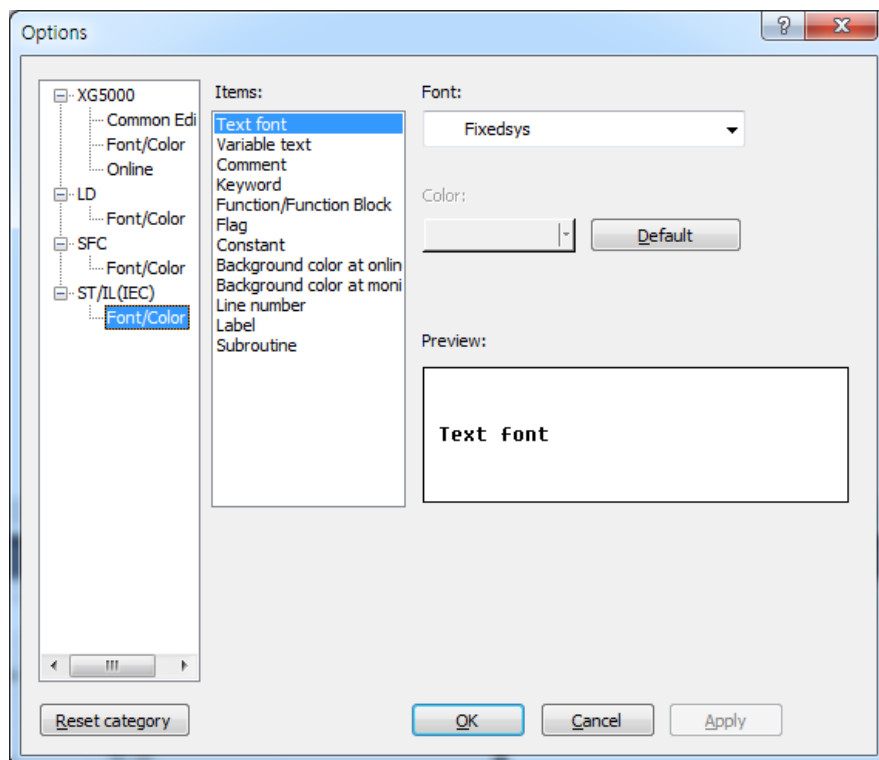 Options
XG5000
Common Edi
Font/Color
Online
LD
Font/Color
SFC
Font/Color
ST/IL(IEC)
Font/Color
Items:
Text font
Variable text
Comment
Keyword
Function/Function Block
Flag
Constant
Background color at onlin
Background color at moni
Line number
Label
Subroutine
Font:
Fixedsys
Color:
Default
Preview:
Text font
Reset category
OK
Cancel
Apply